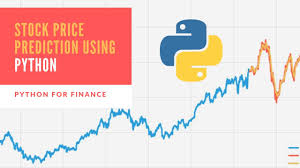 STOCK PRICE
PREDICTION USING
PYTHON
PYTHON FOR FINANCE